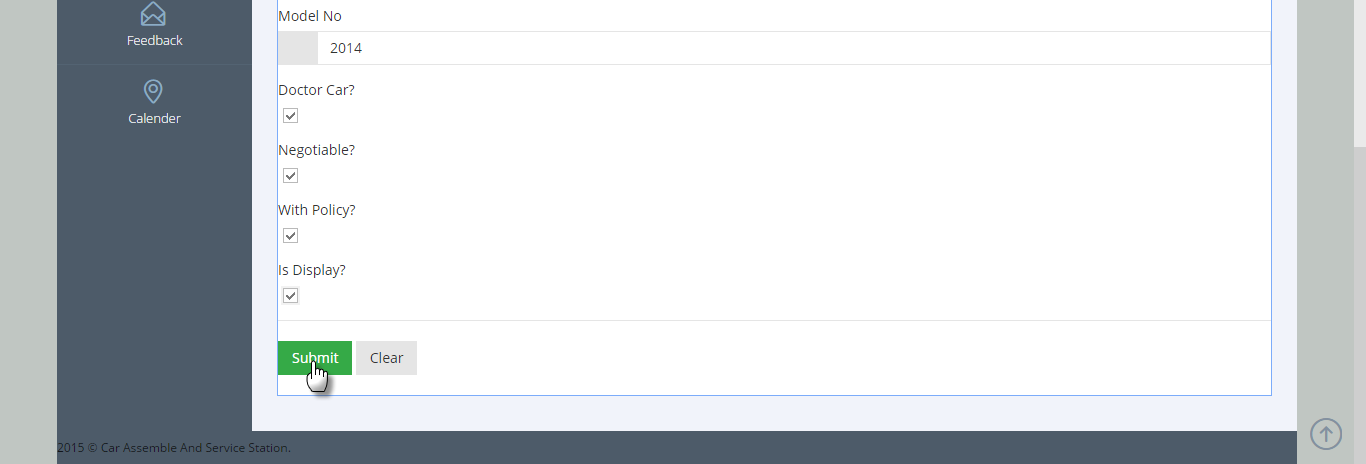 Feedback
Calender
Model No
2014
Doctor Car?
Negotiable?
With Policy?
Is Display?
Submit Clear
2015 © Car Assemble And Service Station.